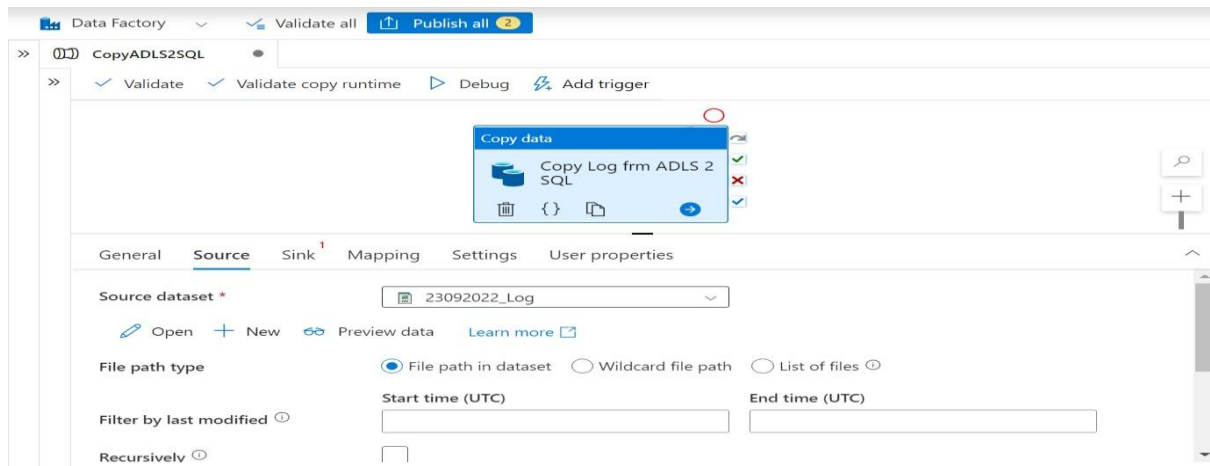 Data Factory Validate all Publish all 2
CopyADLS2SQL
Validate Validate copy runtime Debug Add trigger
Copy data
Copy Log frm ADLS 2
SQL
General Source Sink 1 Mapping Settings User properties
Source dataset * 23092022_Log
Open New Preview data Learn more
File path type File path in dataset Wildcard file path List of files
Start time (UTC) End time (UTC)
Filter by last modified
Recursively